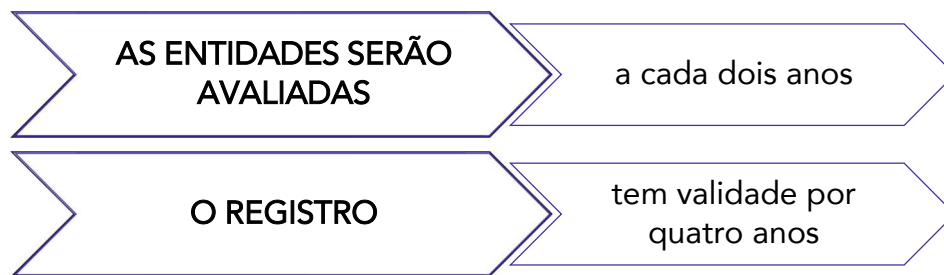 AS ENTIDADES SERÃO
AVALIADAS
a cada dois anos
O REGISTRO
tem validade por
quatro anos